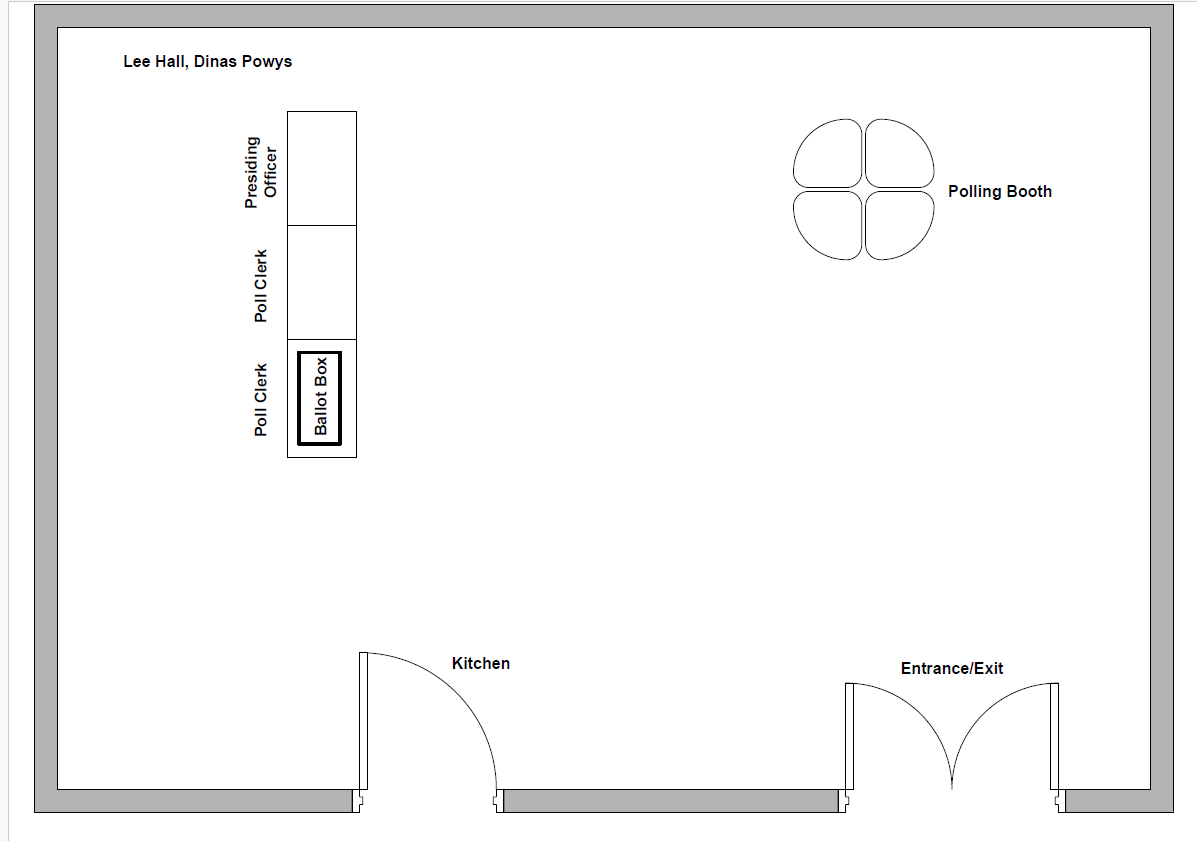 Lee Hall, Dinas Powys
Presiding
Officer
Polling Booth
Poll Clerk
Poll Clerk
Ballot Box
Kitchen
Entrance/Exit